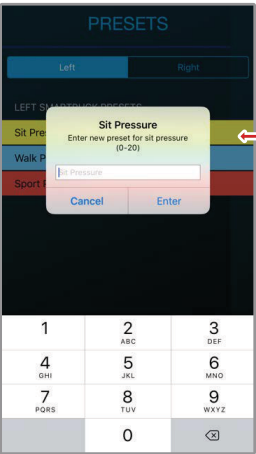 PRESETS
Left Right
LEFT SMARTPUCK PRESETS
Sit Pres
Walk P
Sport
Sit Pressure
Enter new preset for sit pressure
(0-20)
Sit Pressure
Cancel Enter
1 2 3
ABC DEF
4 5 6
GHI JKL MNO
7 8 9
PQRS TUV WXYZ
0